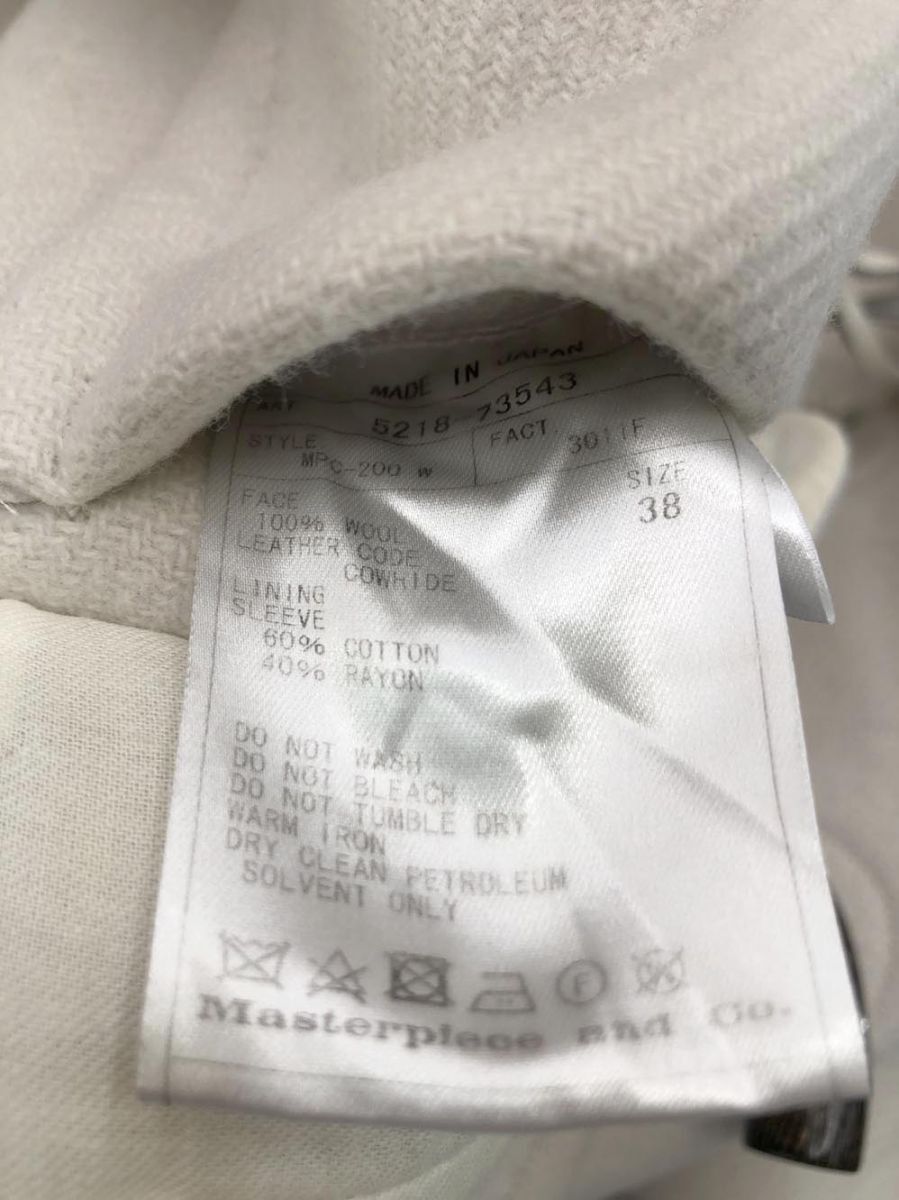 MADE IN JAPAN
ART 5218 73543
STYLE MPC-200 W FACT 3011F
SIZE
38
FACE
100% WOOL
LEATHER CODE
COWHIDE
LINING
SLEEVE
60% COTTON
40% RAYON
DO NOT WASH
DO NOT BLEACH
DO NOT TUMBLE DRY
WARM IRON
DRY CLEAN PETROLEUM
SOLVENT ONLY
F
W
Masterpiece and Co.